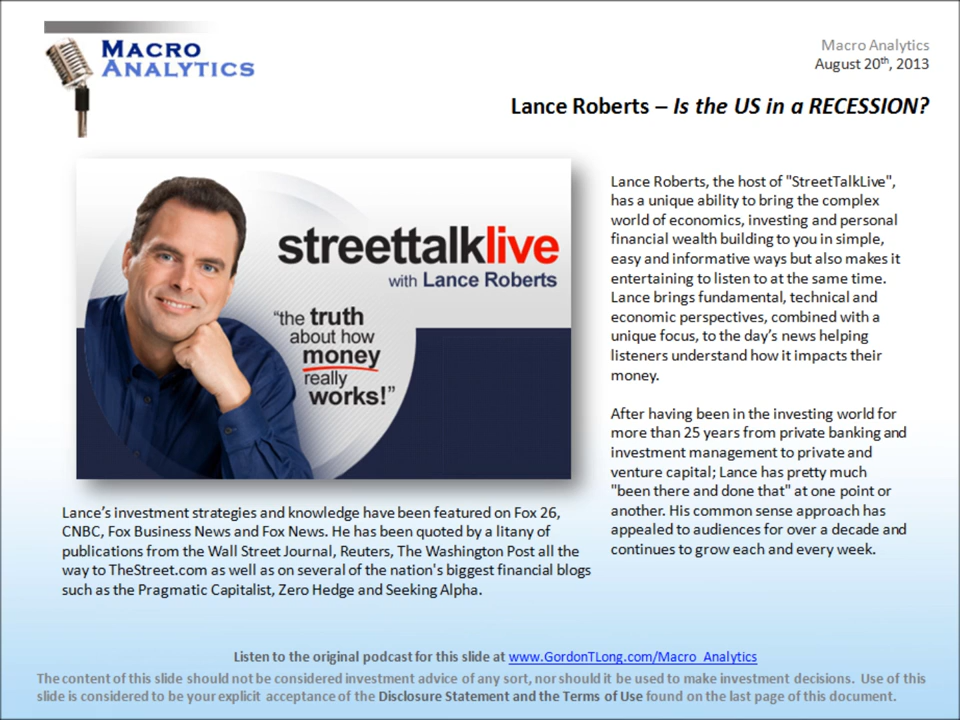 MACRO
ANALYTICS
Macro Analytics
August 20th, 2013
Lance Roberts – Is the US in a RECESSION?
streettalklive
with Lance Roberts
“the truth
about how
money
really
works!”
Lance Roberts, the host of "StreetTalkLive",
has a unique ability to bring the complex
world of economics, investing and personal
financial wealth building to you in simple,
easy and informative ways but also makes it
entertaining to listen to at the same time.
Lance brings fundamental, technical and
economic perspectives, combined with a
unique focus, to the day’s news helping
listeners understand how it impacts their
money.
After having been in the investing world for
more than 25 years from private banking and
investment management to private and
venture capital; Lance has pretty much
"been there and done that" at one point or
another. His common sense approach has
appealed to audiences for over a decade and
continues to grow each and every week.
Lance’s investment strategies and knowledge have been featured on Fox 26,
CNBC, Fox Business News and Fox News. He has been quoted by a litany of
publications from the Wall Street Journal, Reuters, The Washington Post all the
way to TheStreet.com as well as on several of the nation's biggest financial blogs
such as the Pragmatic Capitalist, Zero Hedge and Seeking Alpha.
Listen to the original podcast for this slide at www.GordonTLong.com/Macro_Analytics
The content of this slide should not be considered investment advice of any sort, nor should it be used to make investment decisions. Use of this
slide is considered to be your explicit acceptance of the Disclosure Statement and the Terms of Use found on the last page of this document.